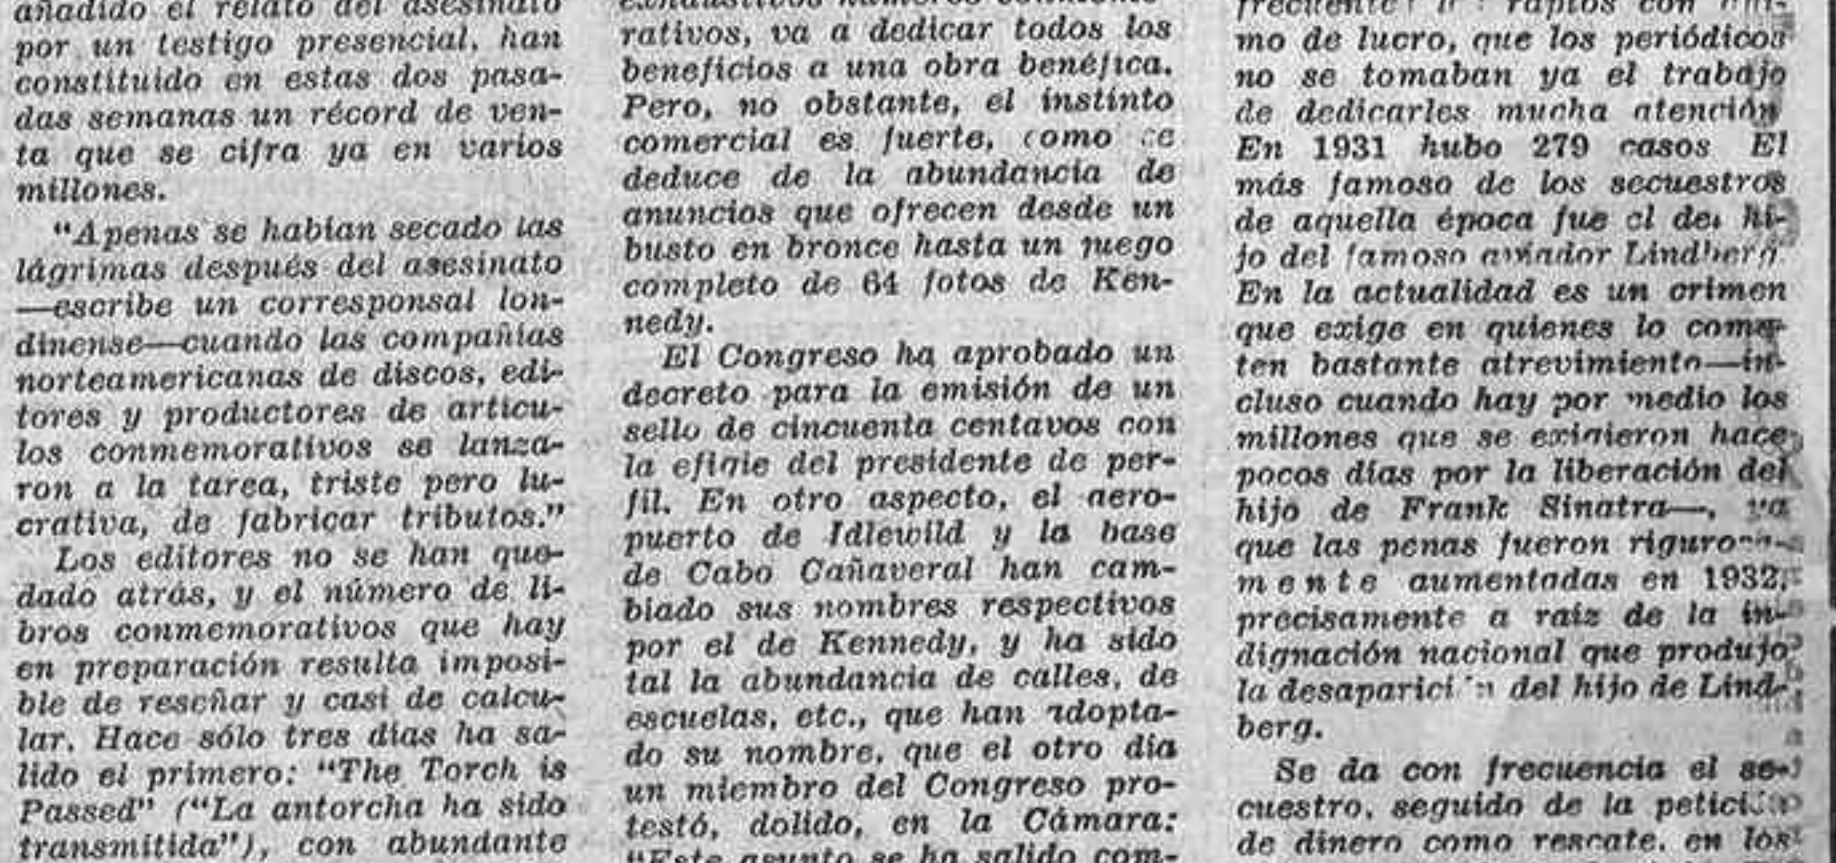 añadido el relato del asesinato
por un testigo presencial, han
constituido en estas dos pasa-
das semanas un récord de ven-
ta que se cifra ya en varios
millones.
"Apenas se habían secado las
lágrimas después del asesinato
—escribe un corresponsal lon-
dinense—cuando las compañías
norteamericanas de discos, edi-
tores y productores de artícu-
los conmemorativos se lanza-
ron a la tarea, triste pero lu-
crativa, de fabricar tributos."
Los editores no se han que-
dado atrás, y el número de li-
bros conmemorativos que hay
en preparación resulta imposi-
ble de reseñar y casi de calcu-
lar. Hace sólo tres días ha sa-
lido el primero: "The Torch is
Passed" ("La antorcha ha sido
transmitida"), con abundante
rativos, va a dedicar todos los
beneficios a una obra benéfica.
Pero, no obstante, el instinto
comercial es fuerte, como se
deduce de la abundancia de
anuncios que ofrecen desde un
busto en bronce hasta un juego
completo de 64 fotos de Ken-
nedy.
El Congreso ha aprobado un
decreto para la emisión de un
sello de cincuenta centavos con
la efigie del presidente de per-
fil. En otro aspecto, el aero-
puerto de Idlewild y la base
de Cabo Cañaveral han cam-
biado sus nombres respectivos
por el de Kennedy, y ha sido
tal la abundancia de calles, de
escuelas, etc., que han adopta-
do su nombre, que el otro día
un miembro del Congreso pro-
testó, dolido, en la Cámara:
"Este asunto se ha salido com-
raptos con
mo de lucro, que los periódicos
no se tomaban ya el trabajo
de dedicarles mucha atención
En 1931 hubo 279 casos El
más famoso de los secuestros
de aquella época fue el del hi-
jo del famoso aviador Lindberg
En la actualidad es un crimen
que exige en quienes lo come-
ten bastante atrevimiento—in-
cluso cuando hay por medio los
millones que se exigieron hace
pocos días por la liberación del
hijo de Frank Sinatra—, ya
que las penas fueron rigurosa-
mente aumentadas en 1932,
precisamente a raíz de la in-
dignación nacional que produjo
la desaparición del hijo de Lind-
berg.
Se da con frecuencia el se-
cuestro, seguido de la petición
de dinero como rescate, en los